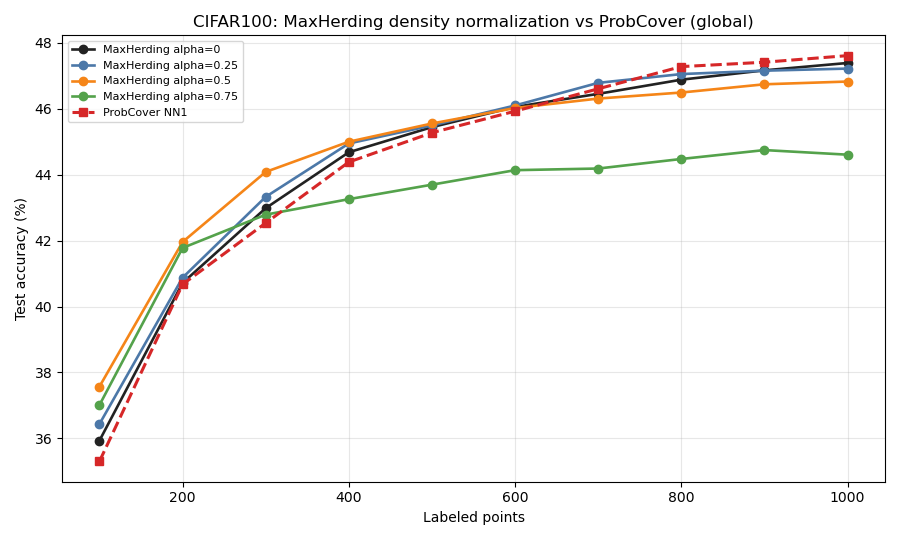 CIFAR100: MaxHerding density normalization vs ProbCover (global)
MaxHerding alpha=0
MaxHerding alpha=0.25
MaxHerding alpha=0.5
MaxHerding alpha=0.75
ProbCover NN1
Test accuracy (%)
48
46
44
42
40
38
36
200 400 600 800 1000
Labeled points